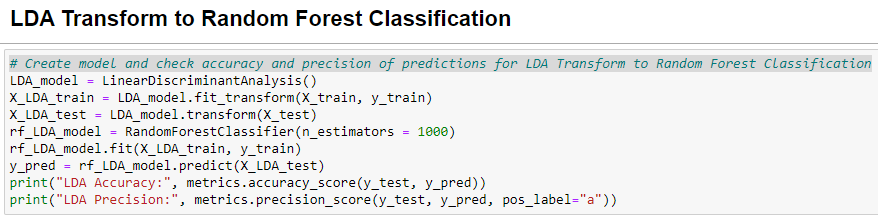 LDA Transform to Random Forest Classification
# Create model and check accuracy and precision of predictions for LDA Transform to Random Forest Classification
LDA_model = LinearDiscriminantAnalysis()
X_LDA_train = LDA_model.fit_transform(X_train, y_train)
X_LDA_test = LDA_model.transform(X_test)
rf_LDA_model = RandomForestClassifier(n_estimators = 1000)
rf_LDA_model.fit(X_LDA_train, y_train)
y_pred = rf_LDA_model.predict(X_LDA_test)
print("LDA Accuracy:", metrics.accuracy_score(y_test, y_pred))
print("LDA Precision:", metrics.precision_score(y_test, y_pred, pos_label="a"))